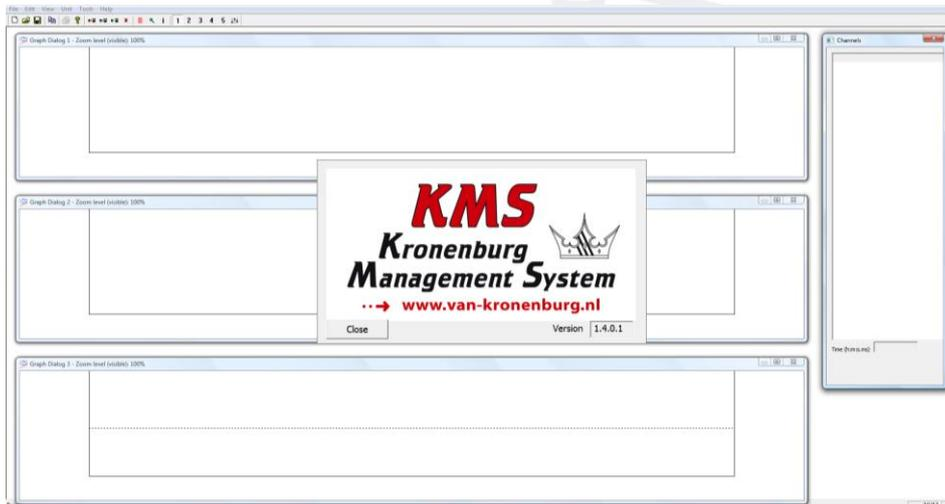 File Edit View Unit Tools Help
1 2 3 4 5
Graph Dialog 1 - Zoom level (visible): 100%
Channels
Graph Dialog 2 - Zoom level (visible): 100%
KMS
Kronenburg
Management System
www.van-kronenburg.nl
Close Version 1.4.0.1
Time (h:m:s.ms)
Graph Dialog 3 - Zoom level (visible): 100%